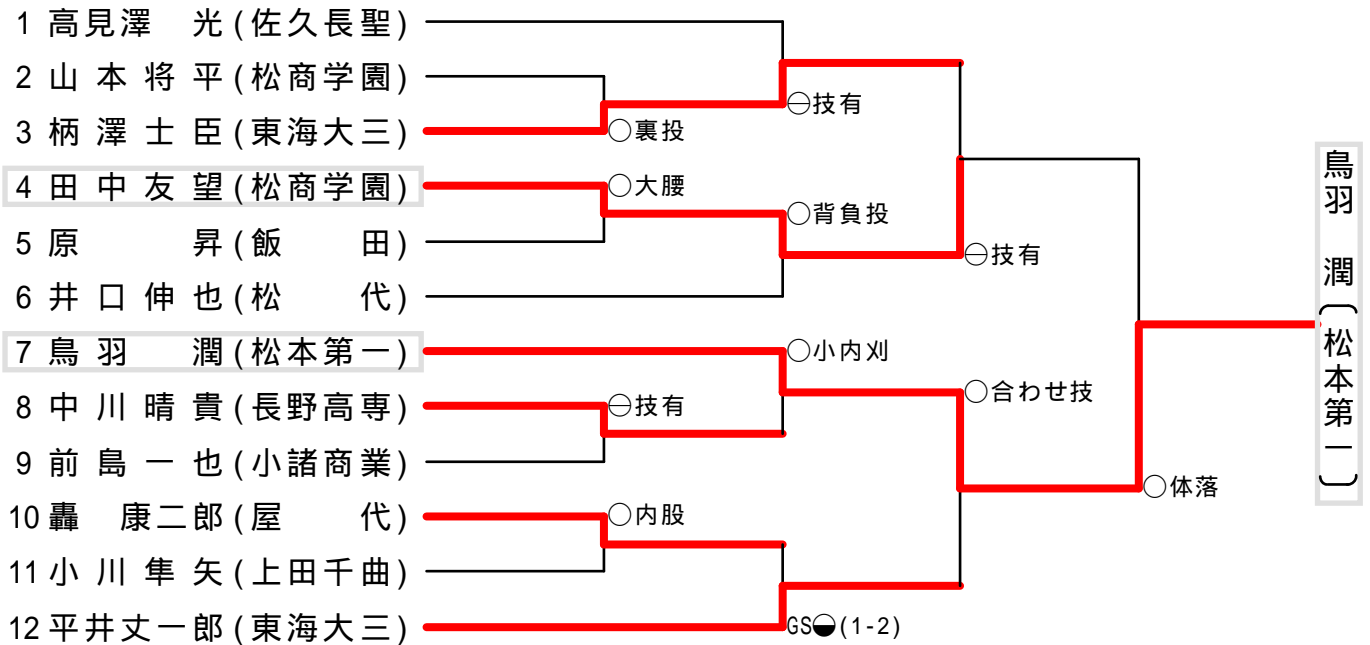 1 高見澤 光(佐久長聖)
2 山本将平(松商学園)
3 柄澤士臣(東海大三)
4 田中友望(松商学園)
5 原 昇(飯 田)
6 井口伸也(松 代)
7 鳥羽 潤(松本第一)
8 中川晴貴(長野高専)
9 前島一也(小諸商業)
10 轟 康二郎(屋 代)
11 小川隼矢(上田千曲)
12 平井丈一郎(東海大三)
○裏投
○大腰
⊖技有
○内股
⊖技有
○背負投
○小内刈
GS◒(1-2)
⊖技有
○合わせ技
○体落
鳥羽 潤(松本第一)